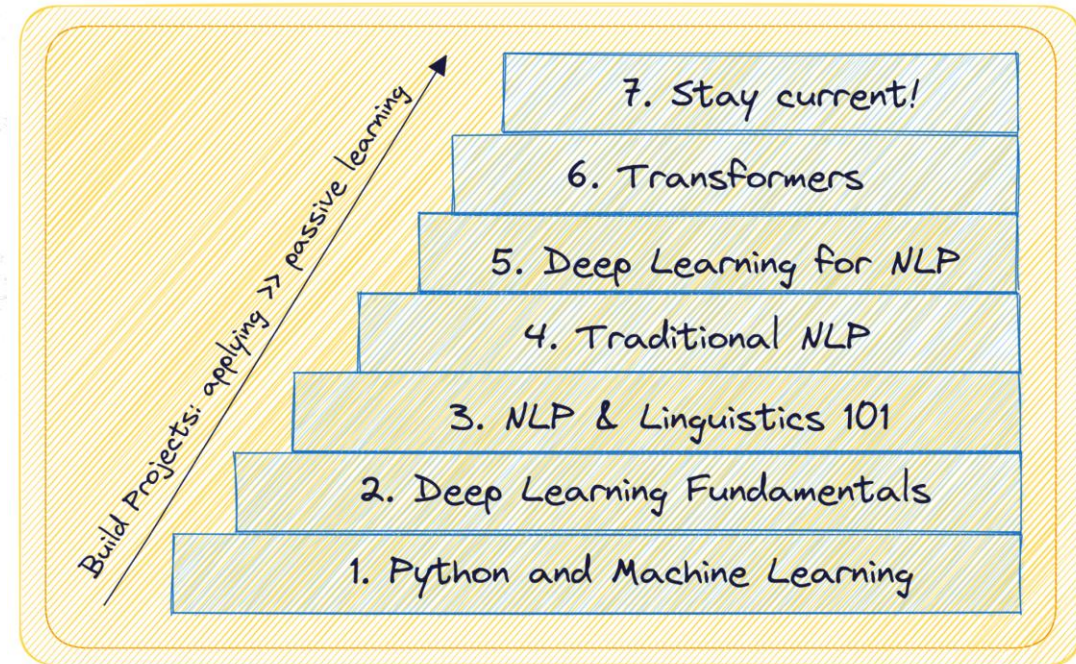 7. Stay current!
6. Transformers
5. Deep Learning for NLP
4. Traditional NLP
3. NLP & Linguistics 101
2. Deep Learning Fundamentals
1. Python and Machine Learning
Build Projects: applying >> passive learning